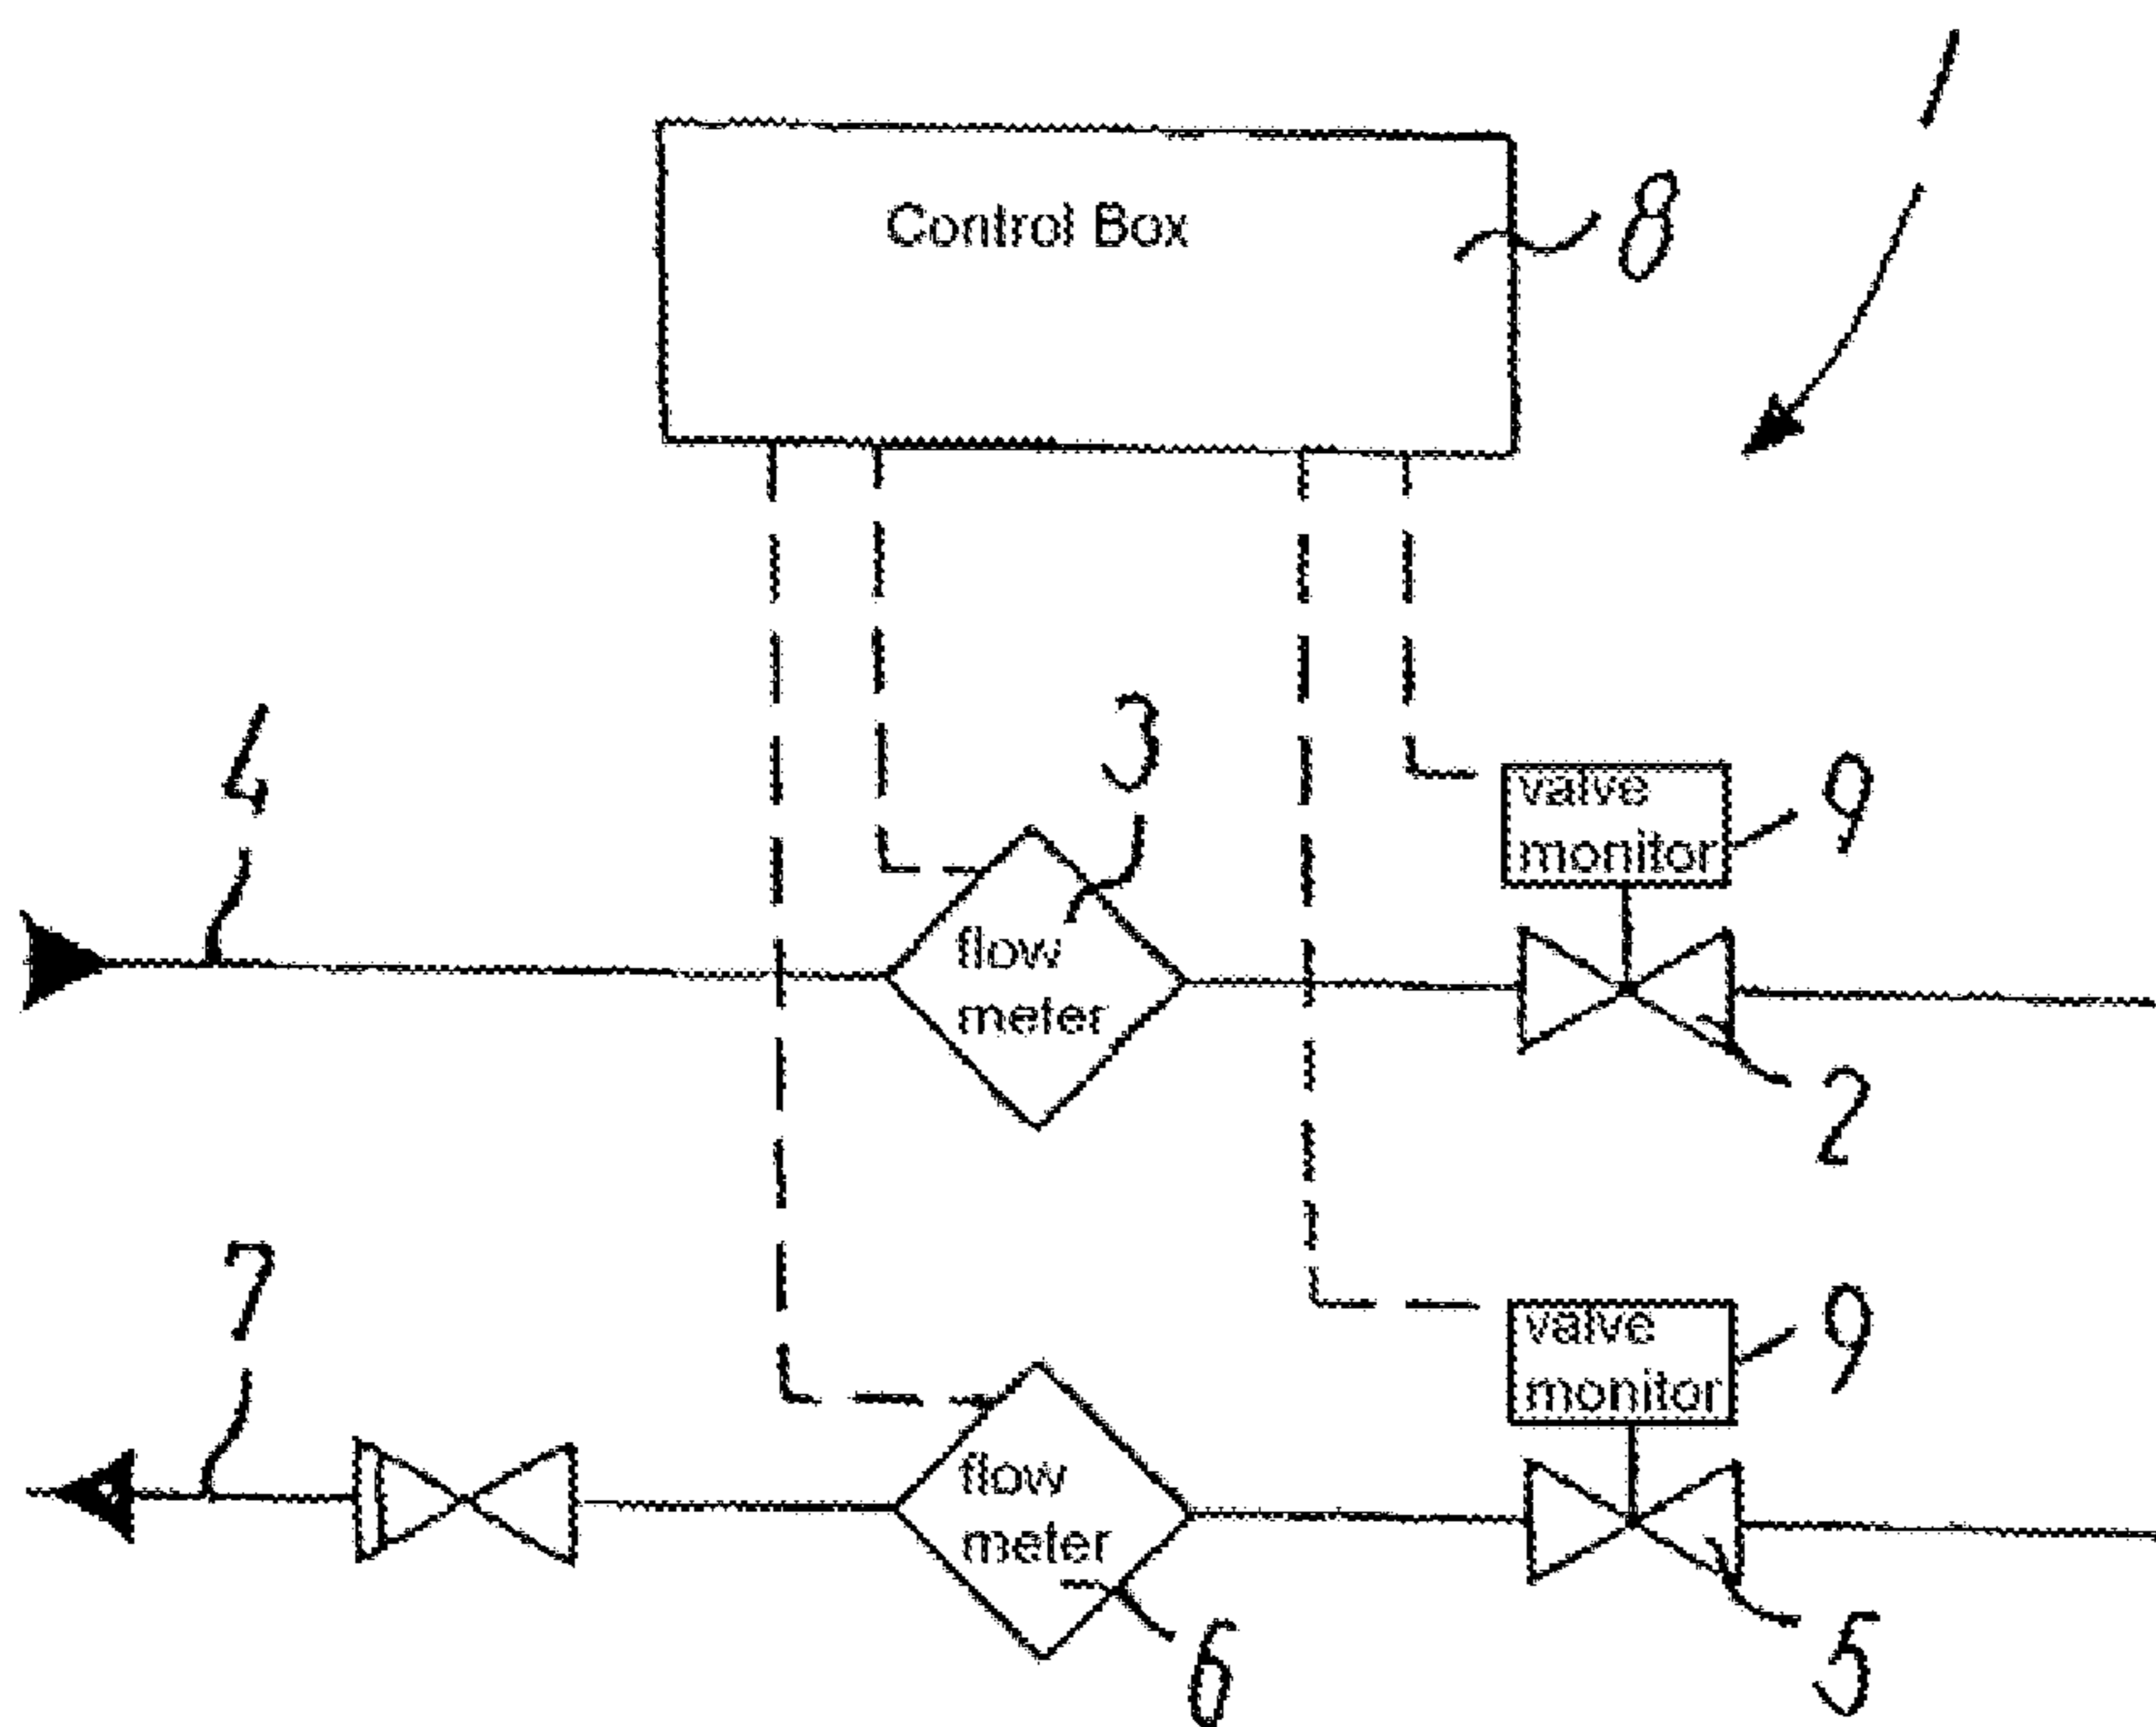 1
Control Box
8
4
3
valve
monitor
9
flow
meter
2
7
valve
monitor
9
flow
meter
6
5